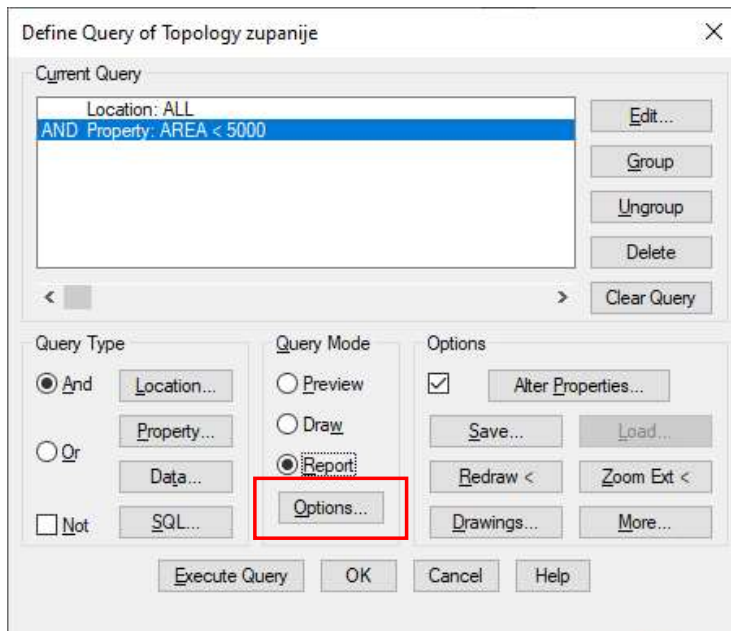 Define Query of Topology zupanije
Current Query
Location: ALL
AND Property: AREA < 5000
Edit...
Group
Ungroup
Delete
Clear Query
Query Type
And
Location...
Or
Property...
Data...
Not
SQL...
Query Mode
Preview
Draw
Report
Options...
Options
Alter Properties...
Save...
Load...
Redraw <
Zoom Ext <
Drawings...
More...
Execute Query
OK
Cancel
Help